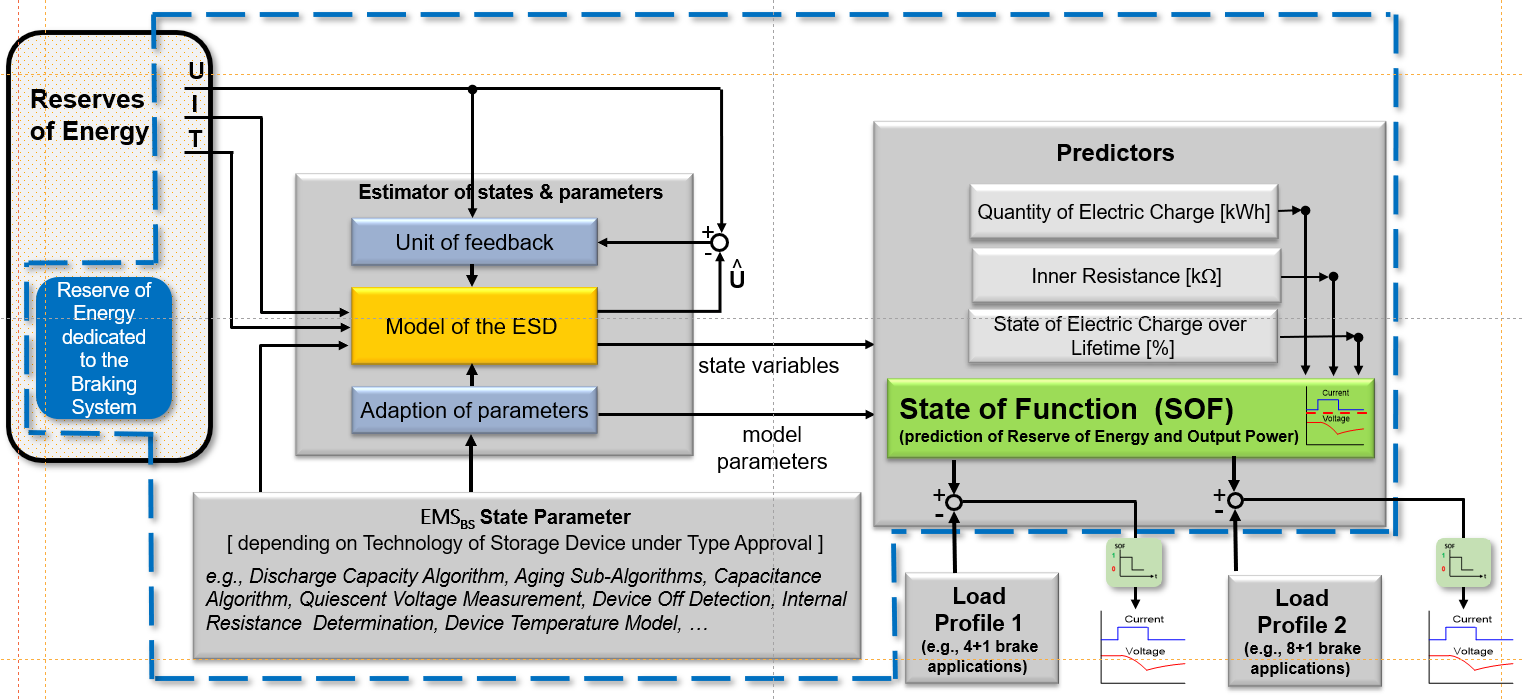 Reserves
of Energy
U
I
T
Reserve of
Energy
dedicated
to the
Braking
System
Estimator of states & parameters
Unit of feedback
Model of the ESD
Adaption of parameters
+
-
Û
state variables
model
parameters
EMS_BS State Parameter
[ depending on Technology of Storage Device under Type Approval ]
e.g., Discharge Capacity Algorithm, Aging Sub-Algorithms, Capacitance
Algorithm, Quiescent Voltage Measurement, Device Off Detection, Internal
Resistance Determination, Device Temperature Model, …
Predictors
Quantity of Electric Charge [kWh]
Inner Resistance [kΩ]
State of Electric Charge over
Lifetime [%]
State of Function (SOF)
(prediction of Reserve of Energy and Output Power)
Current
Voltage
+
-
+
-
Load
Profile 1
(e.g., 4+1 brake
applications)
SOF
1
0
t
Current
Voltage
Load
Profile 2
(e.g., 8+1 brake
applications)
SOF
1
0
t
Current
Voltage